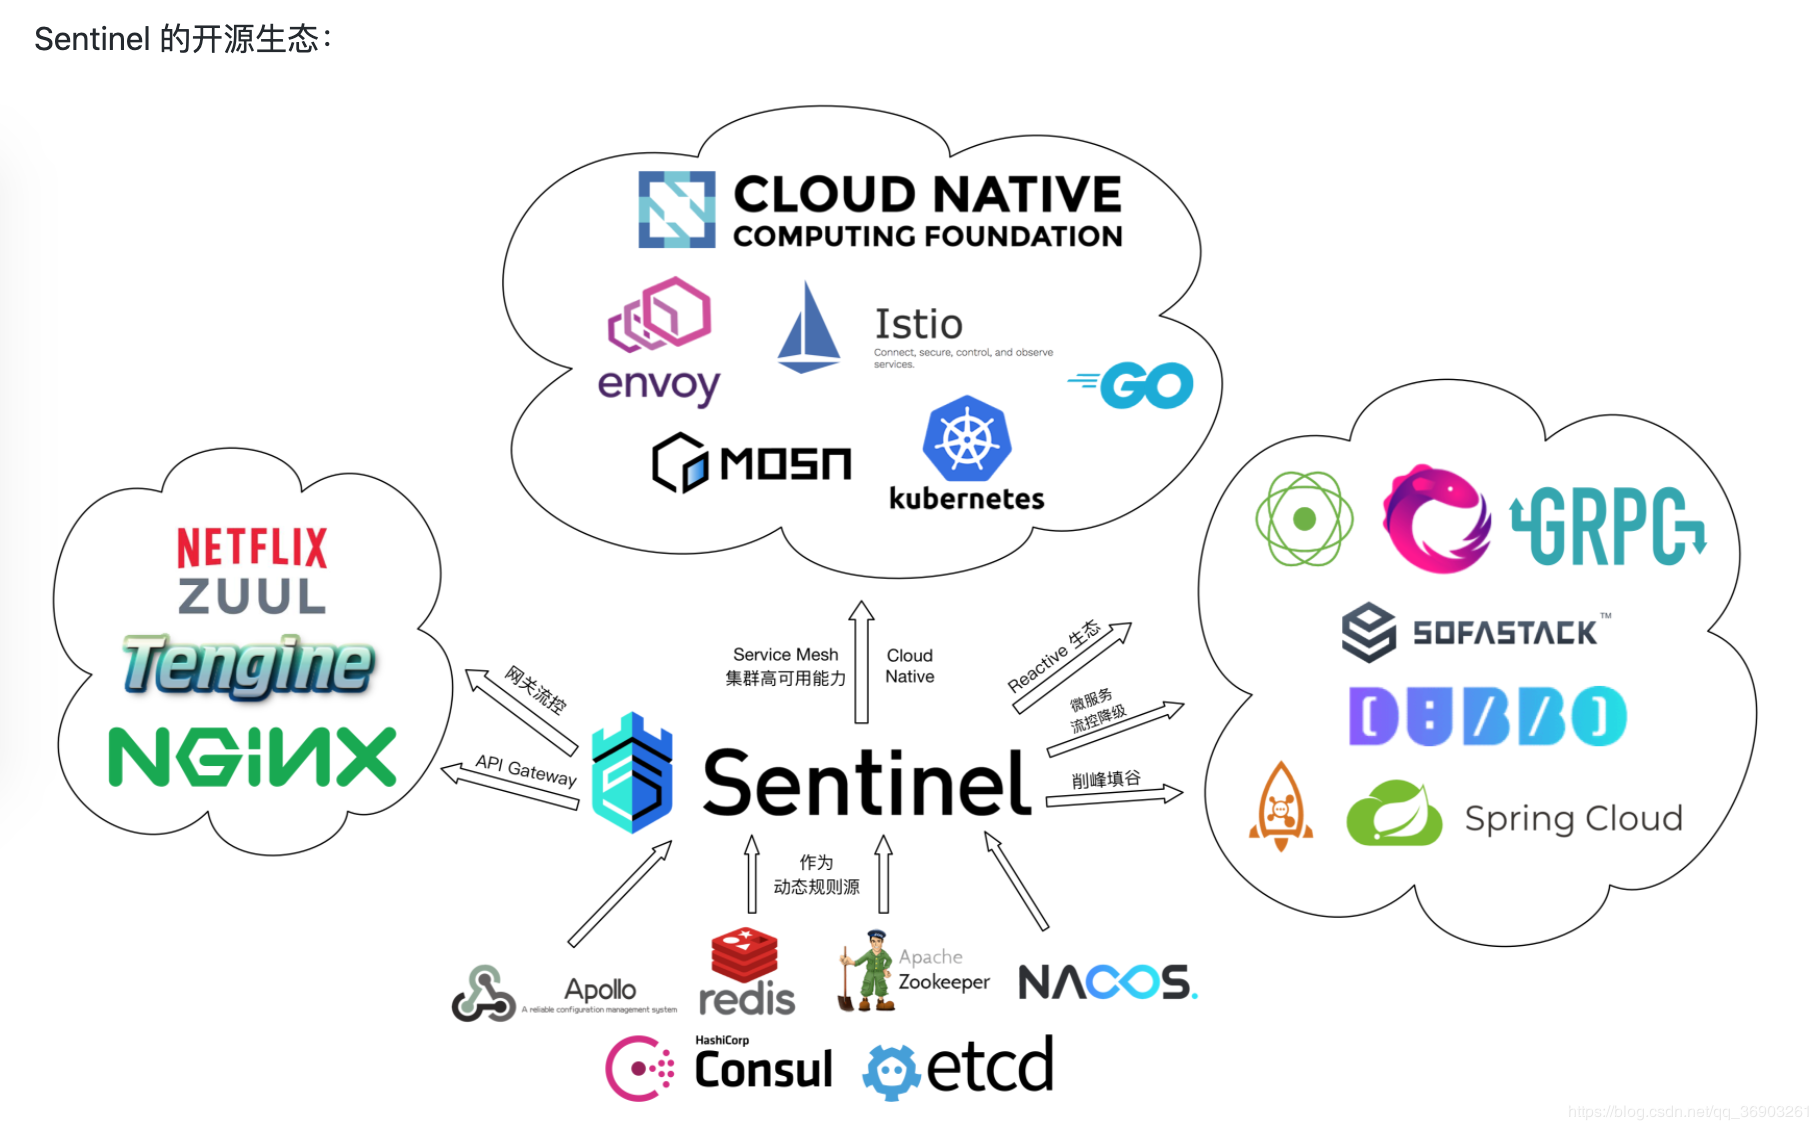 Sentinel 的开源生态：
CLOUD NATIVE
COMPUTING FOUNDATION
envoy
Istio
Connect, secure, control, and observe
services.
GO
MOSN
kubernetes
NETFLIX
ZUUL
Tengine
NGINX
GRPC
SOFASTACK™
DUBBO
Spring Cloud
Service Mesh
集群高可用能力
Cloud
Native
Reactive 生态
微服务
流控降级
削峰填谷
网关流控
API Gateway
Sentinel
作为
动态规则源
Apollo
A reliable configuration management system
redis
Apache
Zookeeper
NACOS.
HashiCorp
Consul
etcd
https://blog.csdn.net/qq_36903261